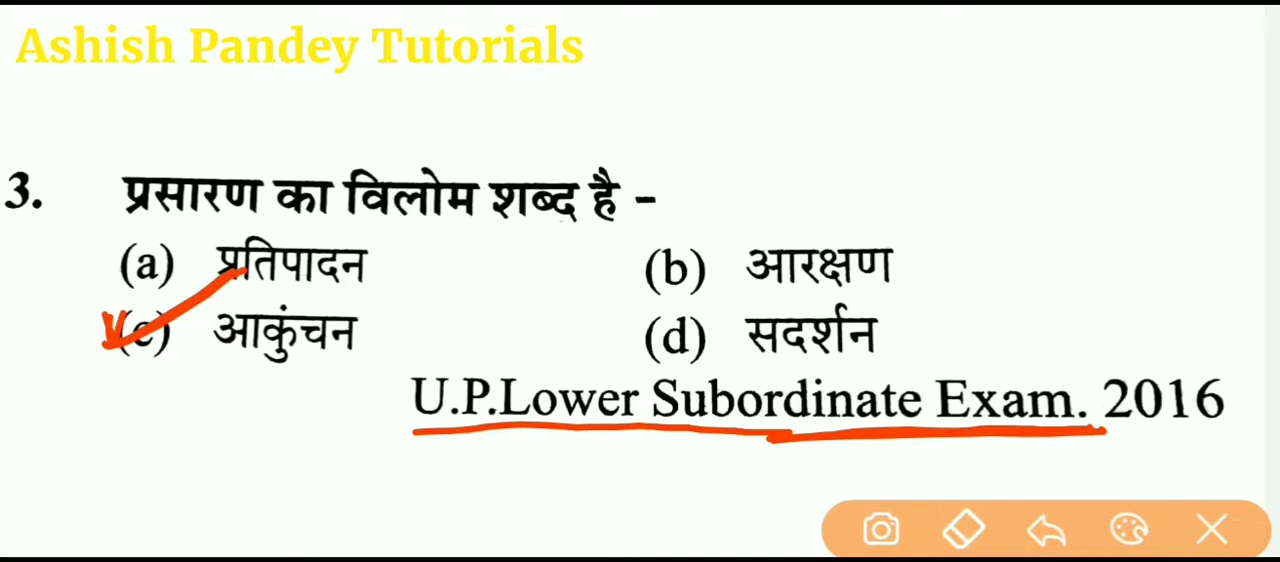 Ashish Pandey Tutorials
3. प्रसारण का विलोम शब्द है -
(a) प्रतिपादन (b) आरक्षण
(c) आकुंचन (d) सदर्शन
U.P.Lower Subordinate Exam. 2016